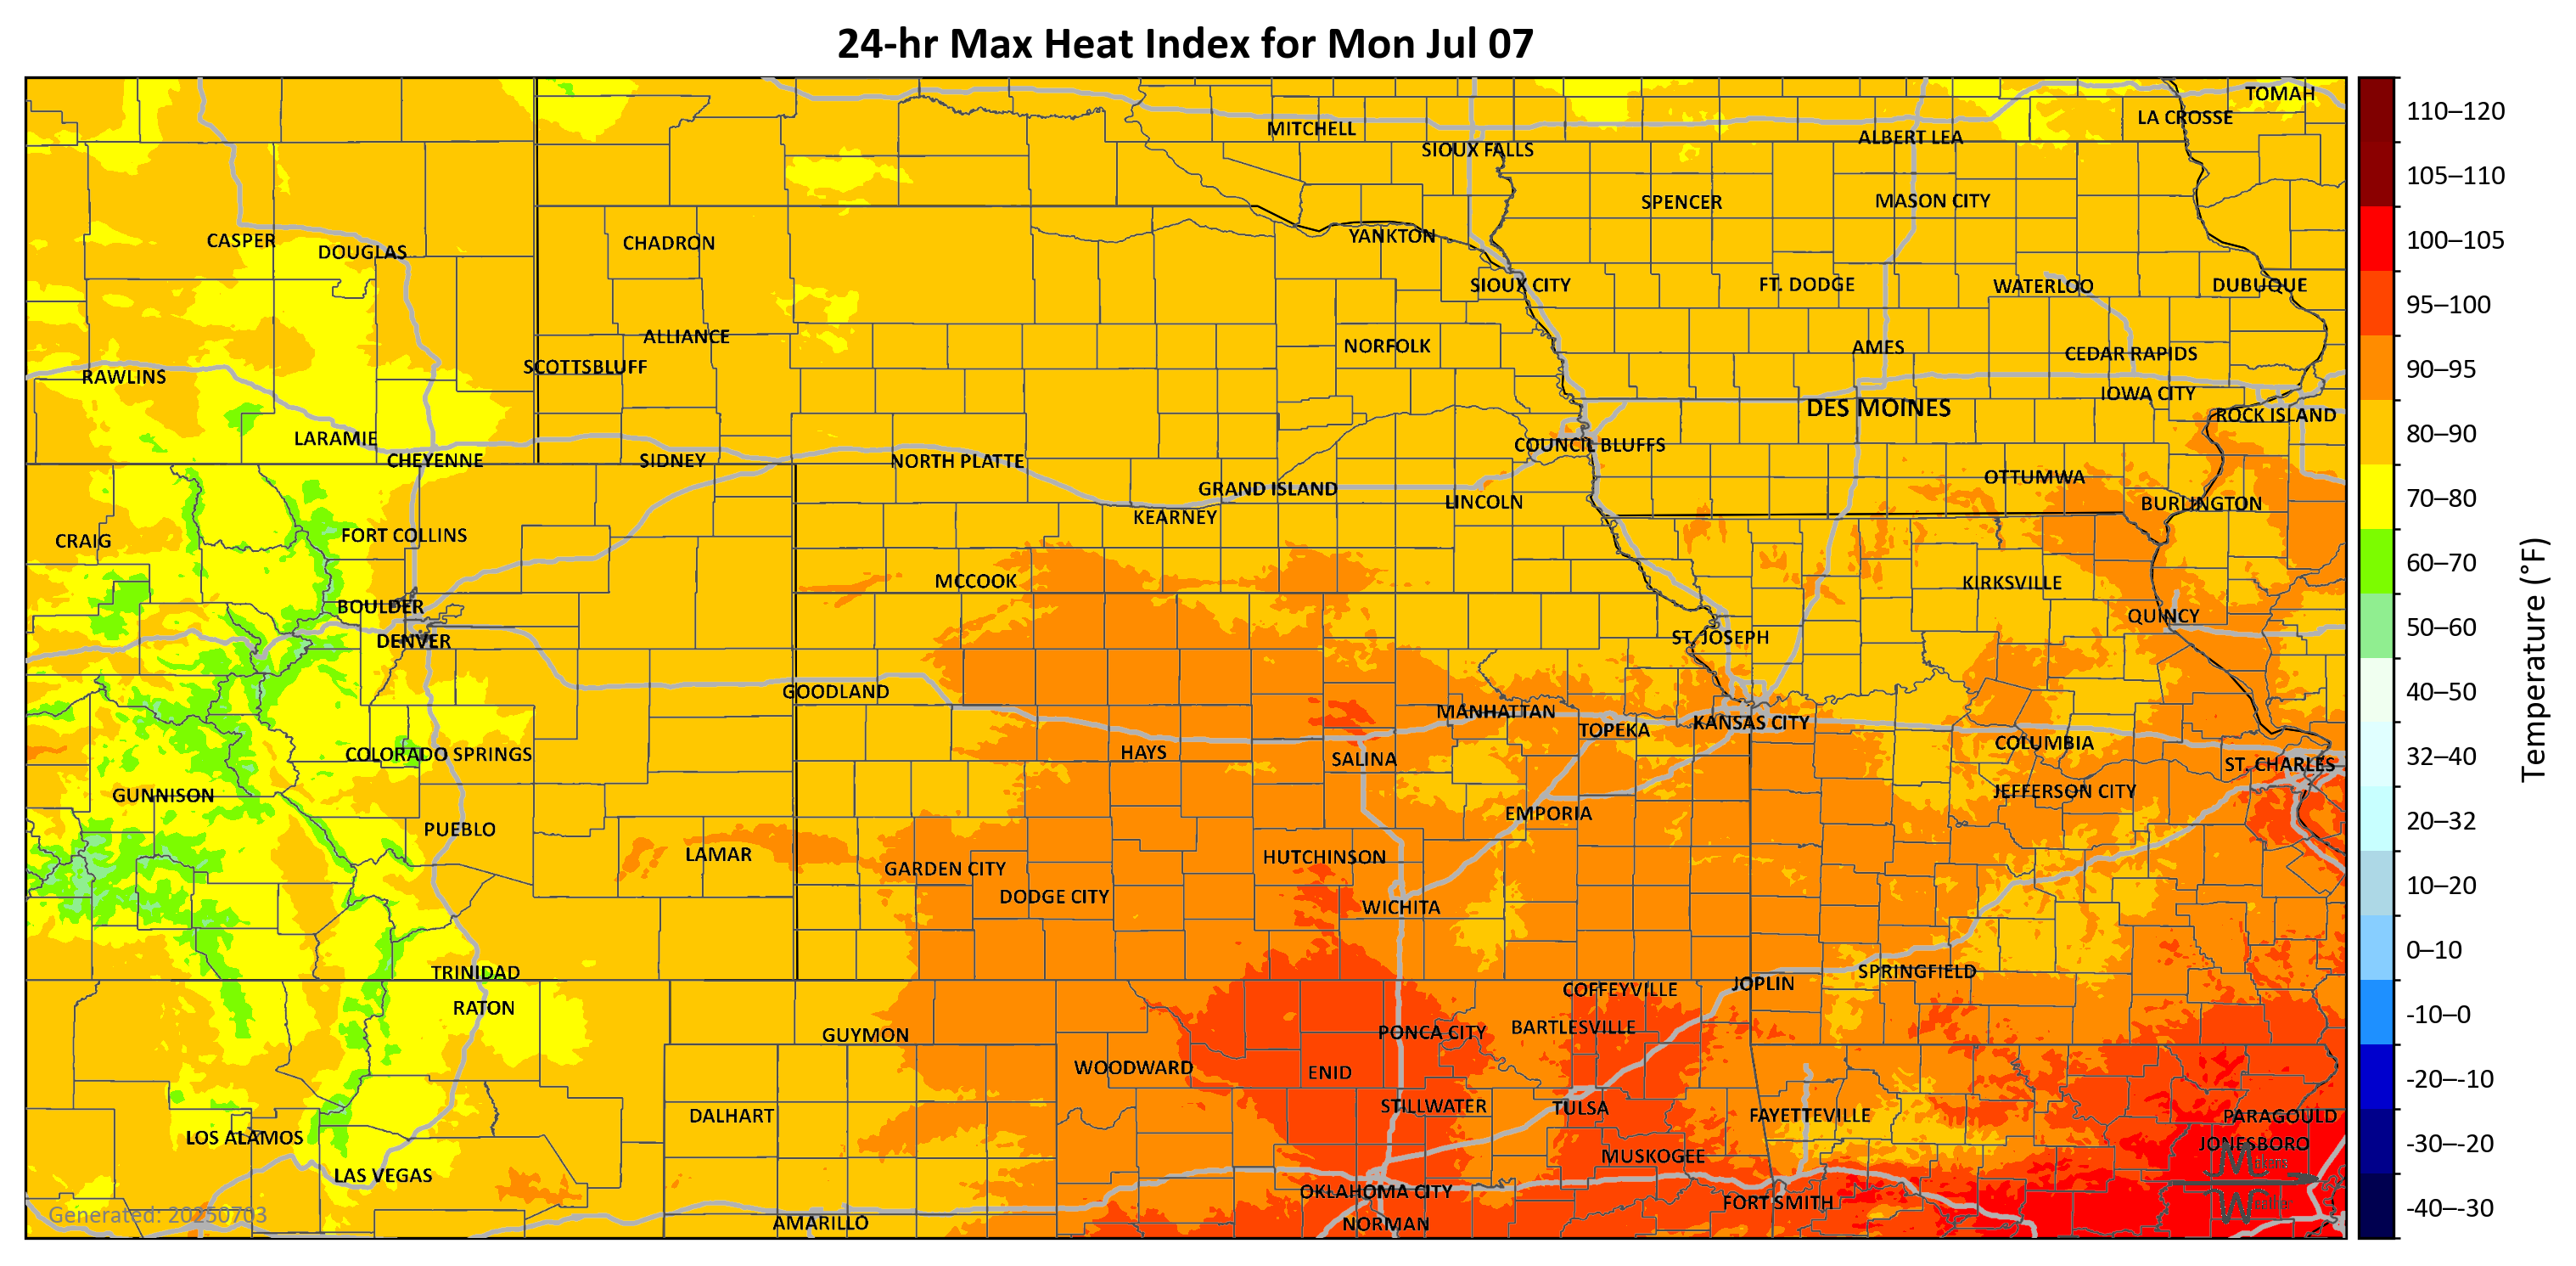 24-hr Max Heat Index for Mon Jul 07
TOMAH
LA CROSSE
MITCHELL
ALBERT LEA
SIOUX FALLS
SPENCER
MASON CITY
YANKTON
CASPER
CHADRON
DOUGLAS
SIOUX CITY
FT. DODGE
WATERLOO
DUBUQUE
ALLIANCE
NORFOLK
AMES
CEDAR RAPIDS
SCOTTSBLUFF
RAWLINS
IOWA CITY
DES MOINES
ROCK ISLAND
LARAMIE
COUNCIL BLUFFS
CHEYENNE
SIDNEY
NORTH PLATTE
OTTUMWA
GRAND ISLAND
LINCOLN
BURLINGTON
KEARNEY
FORT COLLINS
CRAIG
MCCOOK
KIRKSVILLE
BOULDER
QUINCY
DENVER
ST. JOSEPH
GOODLAND
MANHATTAN
KANSAS CITY
TOPEKA
COLUMBIA
COLORADO SPRINGS
HAYS
SALINA
ST. CHARLES
GUNNISON
JEFFERSON CITY
EMPORIA
PUEBLO
LAMAR
HUTCHINSON
GARDEN CITY
DODGE CITY
WICHITA
TRINIDAD
SPRINGFIELD
JOPLIN
COFFEYVILLE
RATON
BARTLESVILLE
PONCA CITY
GUYMON
WOODWARD
ENID
STILLWATER
TULSA
DALHART
FAYETTEVILLE
PARAGOULD
LOS ALAMOS
JONESBORO
MUSKOGEE
LAS VEGAS
OKLAHOMA CITY
FORT SMITH
Generated: 20250703
AMARILLO
NORMAN
110−120
105−110
100−105
95−100
90−95
80−90
70−80
60−70
50−60
40−50
32−40
20−32
10−20
0−10
-10−0
-20−-10
-30−-20
-40−-30
Temperature (°F)